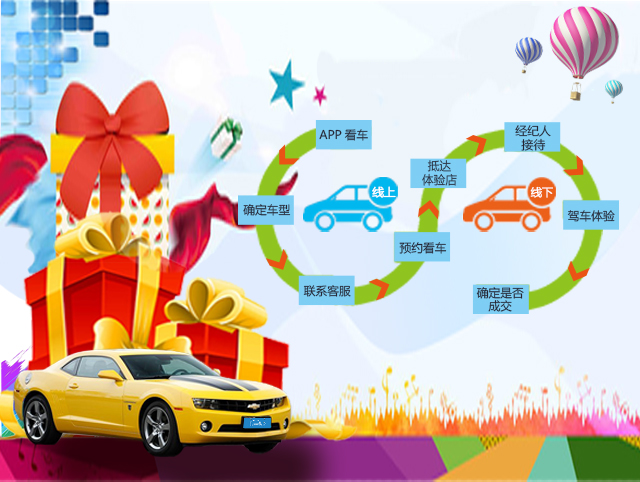 APP 看车
确定车型
线上
联系客服
预约看车
抵达
体验店
经纪人
接待
线下
驾车体验
确定是否
成交